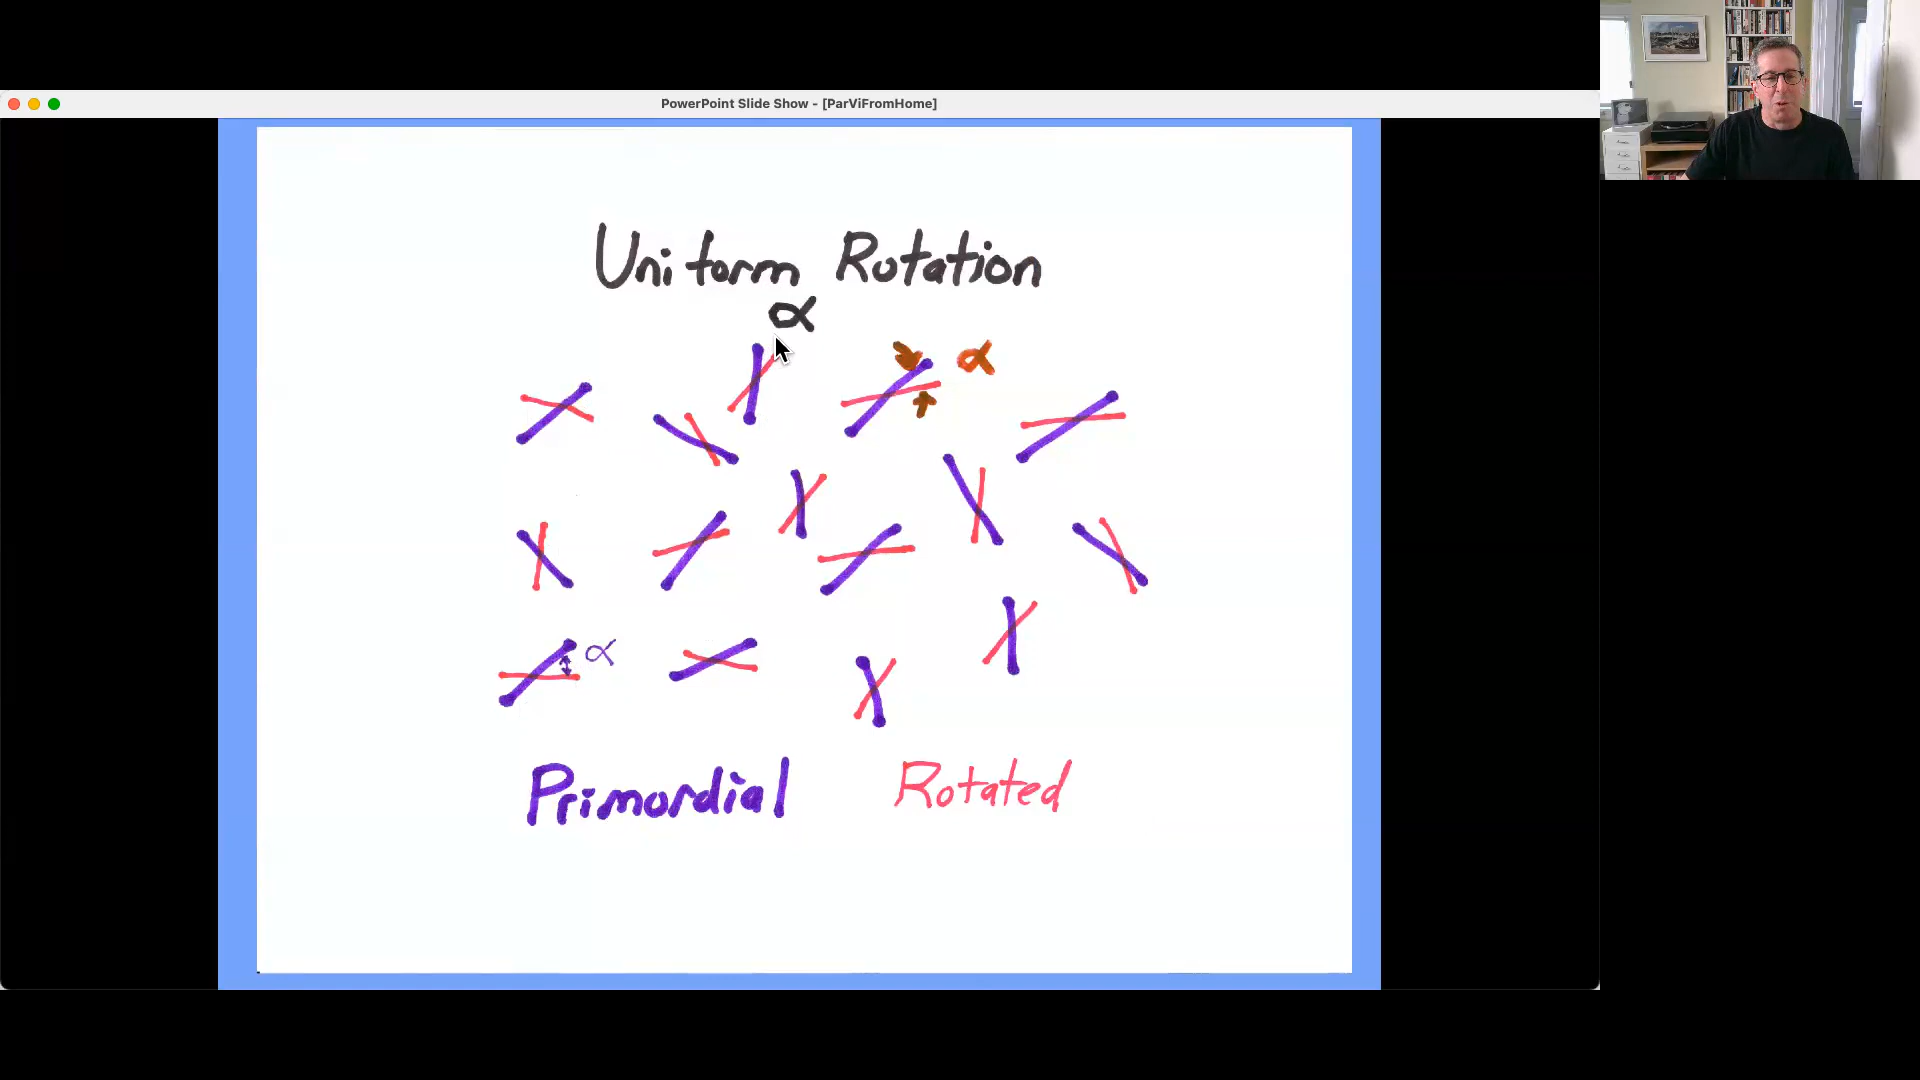 PowerPoint Slide Show - [ParViFromHome]
Uniform Rotation
α
α
α
Primordial Rotated